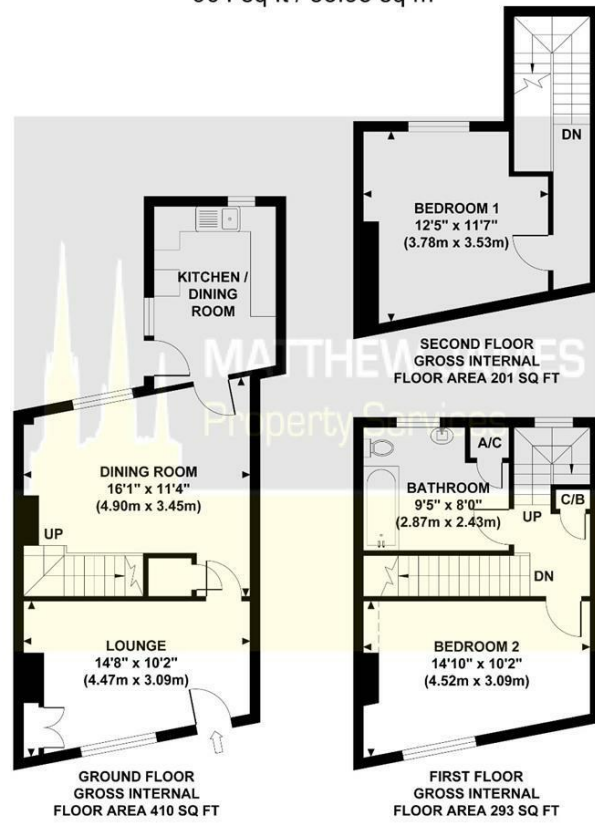 BEDROOM 1
12'5" x 11'7"
(3.78m x 3.53m)
DN
KITCHEN /
DINING
ROOM
SECOND FLOOR
GROSS INTERNAL
FLOOR AREA 201 SQ FT
MATTHEW
Property Services
DINING ROOM
16'1" x 11'4"
(4.90m x 3.45m)
UP
LOUNGE
14'8" x 10'2"
(4.47m x 3.09m)
GROUND FLOOR
GROSS INTERNAL
FLOOR AREA 410 SQ FT
A/C
BATHROOM
9'5" x 8'0"
(2.87m x 2.43m)
C/B
UP
DN
BEDROOM 2
14'10" x 10'2"
(4.52m x 3.09m)
FIRST FLOOR
GROSS INTERNAL
FLOOR AREA 293 SQ FT